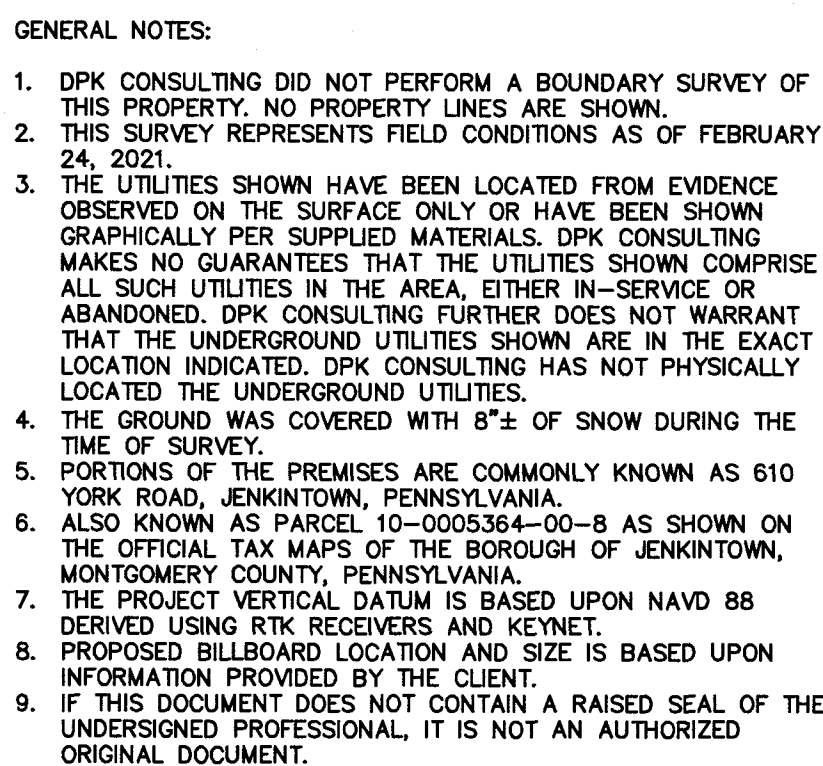 GENERAL NOTES:
1. DPK CONSULTING DID NOT PERFORM A BOUNDARY SURVEY OF
THIS PROPERTY. NO PROPERTY LINES ARE SHOWN.
2. THIS SURVEY REPRESENTS FIELD CONDITIONS AS OF FEBRUARY
24, 2021.
3. THE UTILITIES SHOWN HAVE BEEN LOCATED FROM EVIDENCE
OBSERVED ON THE SURFACE ONLY OR HAVE BEEN SHOWN
GRAPHICALLY PER SUPPLIED MATERIALS. DPK CONSULTING
MAKES NO GUARANTEES THAT THE UTILITIES SHOWN COMPRISE
ALL SUCH UTILITIES IN THE AREA, EITHER IN-SERVICE OR
ABANDONED. DPK CONSULTING FURTHER DOES NOT WARRANT
THAT THE UNDERGROUND UTILITIES SHOWN ARE IN THE EXACT
LOCATION INDICATED. DPK CONSULTING HAS NOT PHYSICALLY
LOCATED THE UNDERGROUND UTILITIES.
4. THE GROUND WAS COVERED WITH 8"± OF SNOW DURING THE
TIME OF SURVEY.
5. PORTIONS OF THE PREMISES ARE COMMONLY KNOWN AS 610
YORK ROAD, JENKINTOWN, PENNSYLVANIA.
6. ALSO KNOWN AS PARCEL 10-0005364-00-8 AS SHOWN ON
THE OFFICIAL TAX MAPS OF THE BOROUGH OF JENKINTOWN,
MONTGOMERY COUNTY, PENNSYLVANIA.
7. THE PROJECT VERTICAL DATUM IS BASED UPON NAVD 88
DERIVED USING RTK RECEIVERS AND KEYNET.
8. PROPOSED BILLBOARD LOCATION AND SIZE IS BASED UPON
INFORMATION PROVIDED BY THE CLIENT.
9. IF THIS DOCUMENT DOES NOT CONTAIN A RAISED SEAL OF THE
UNDERSIGNED PROFESSIONAL, IT IS NOT AN AUTHORIZED
ORIGINAL DOCUMENT.